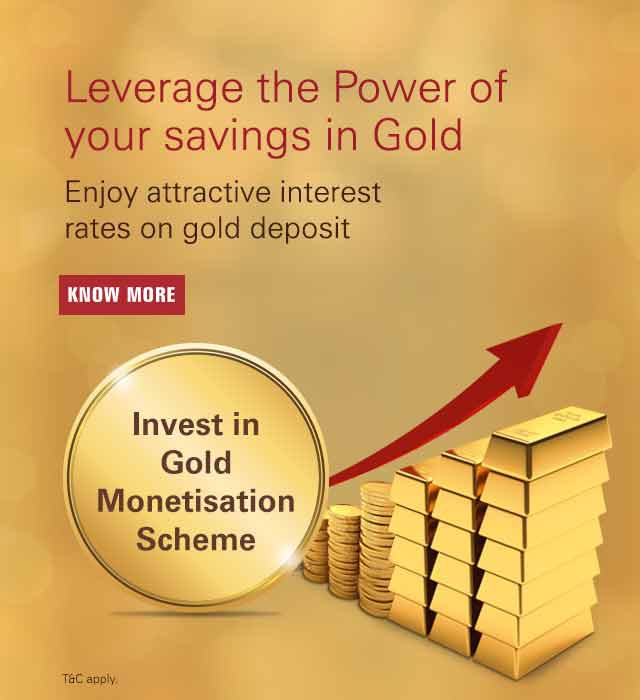 Leverage the Power of
your savings in Gold
Enjoy attractive interest
rates on gold deposit
KNOW MORE
Invest in
Gold
Monetisation
Scheme
T&C apply.